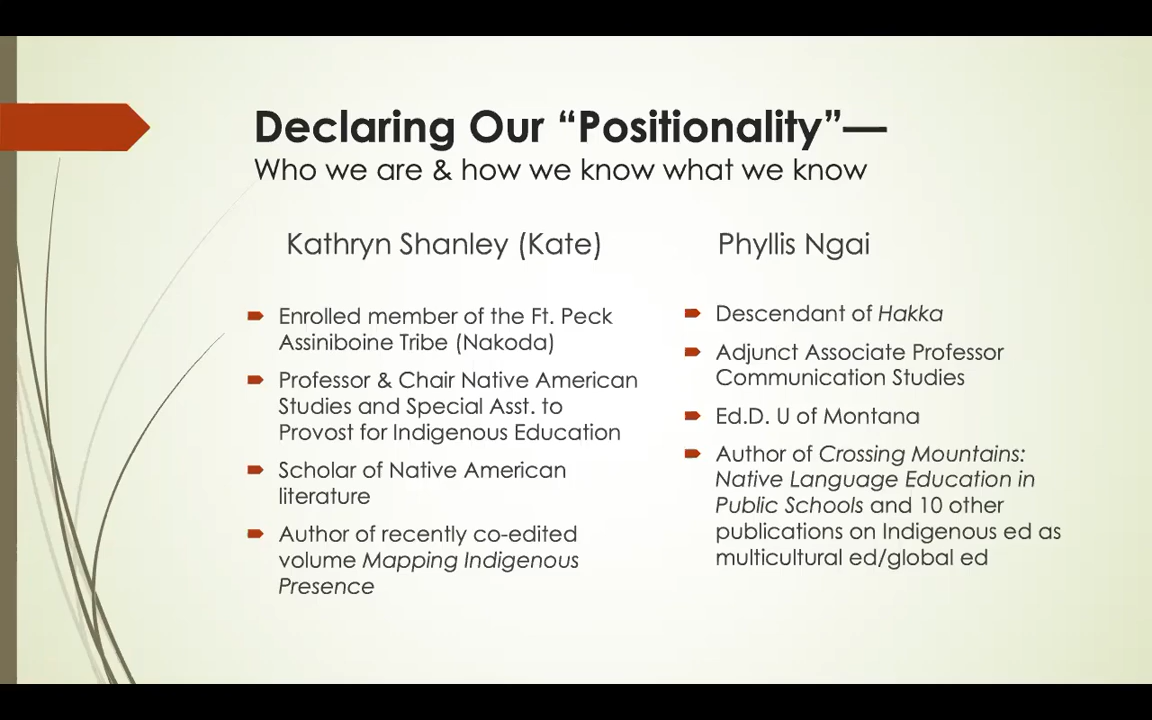 Declaring Our “Positionality”—
Who we are & how we know what we know
Kathryn Shanley (Kate)
Enrolled member of the Ft. Peck
Assiniboine Tribe (Nakoda)
Professor & Chair Native American
Studies and Special Asst. to
Provost for Indigenous Education
Scholar of Native American
literature
Author of recently co-edited
volume Mapping Indigenous
Presence
Phyllis Ngai
Descendant of Hakka
Adjunct Associate Professor
Communication Studies
Ed.D. U of Montana
Author of Crossing Mountains:
Native Language Education in
Public Schools and 10 other
publications on Indigenous ed as
multicultural ed/global ed